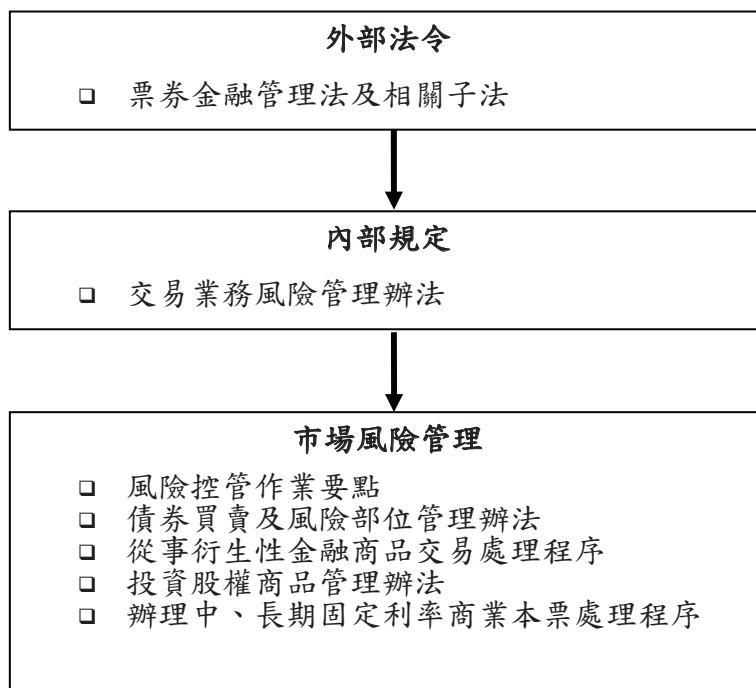 外部法令
❑ 票券金融管理法及相關子法
內部規定
❑ 交易業務風險管理辦法
市場風險管理
❑ 風險控管作業要點
❑ 債券買賣及風險部位管理辦法
❑ 從事衍生性金融商品交易處理程序
❑ 投資股權商品管理辦法
❑ 辦理中、長期固定利率商業本票處理程序